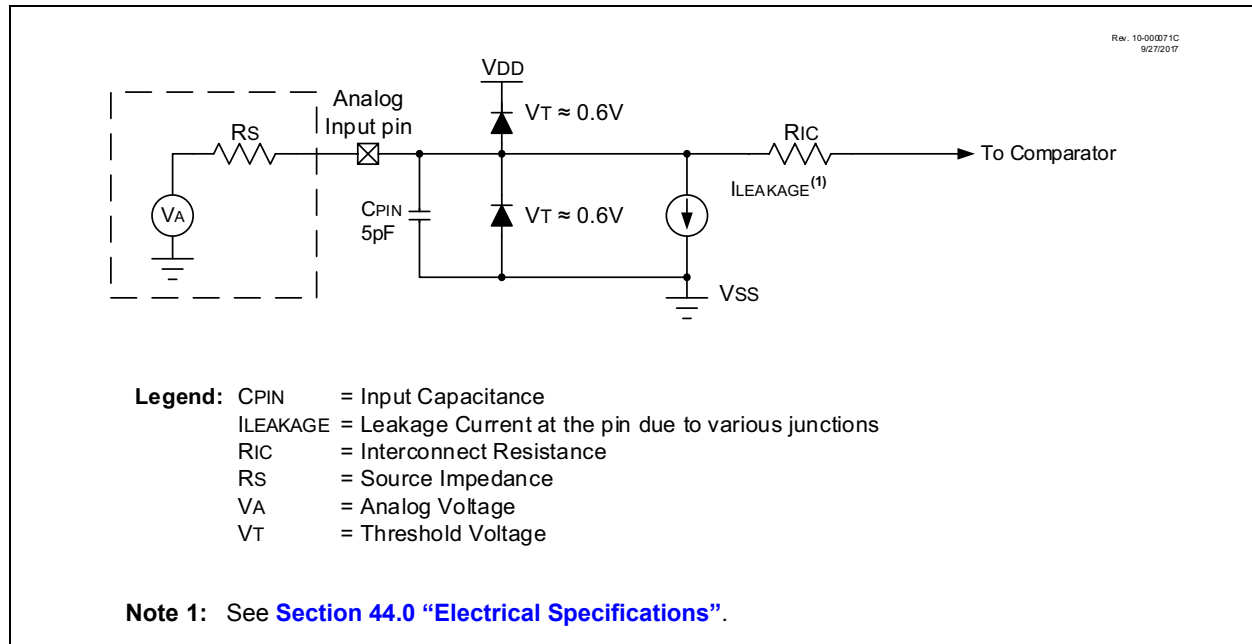 Rev. 10-000071C
9/27/2017
VDD
Analog
Input pin
VT ≈ 0.6V
RS
RIC
To Comparator
ILEAKAGE(1)
VA
CPIN
5pF
VT ≈ 0.6V
VSS
Legend: CPIN = Input Capacitance
ILEAKAGE = Leakage Current at the pin due to various junctions
RIC = Interconnect Resistance
RS = Source Impedance
VA = Analog Voltage
VT = Threshold Voltage
Note 1: See Section 44.0 “Electrical Specifications”.